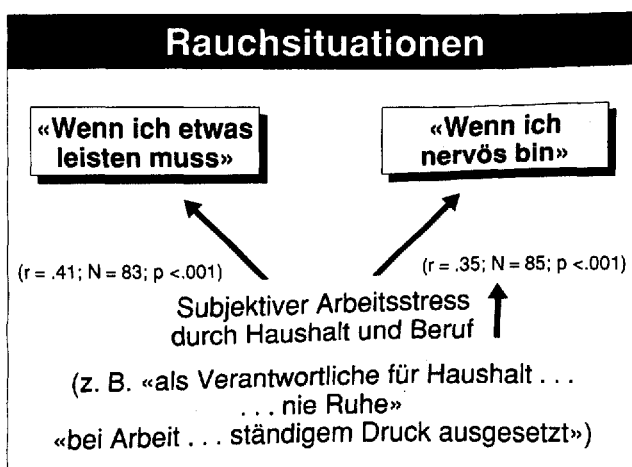 Rauchsituationen
«Wenn ich etwas
leisten muss»
«Wenn ich
nervös bin»
(r = .41; N = 83; p <.001)
(r = .35; N = 85; p <.001)
Subjektiver Arbeitsstress
durch Haushalt und Beruf
(z. B. «als Verantwortliche für Haushalt . . .
. . . nie Ruhe»
«bei Arbeit . . . ständigem Druck ausgesetzt»)